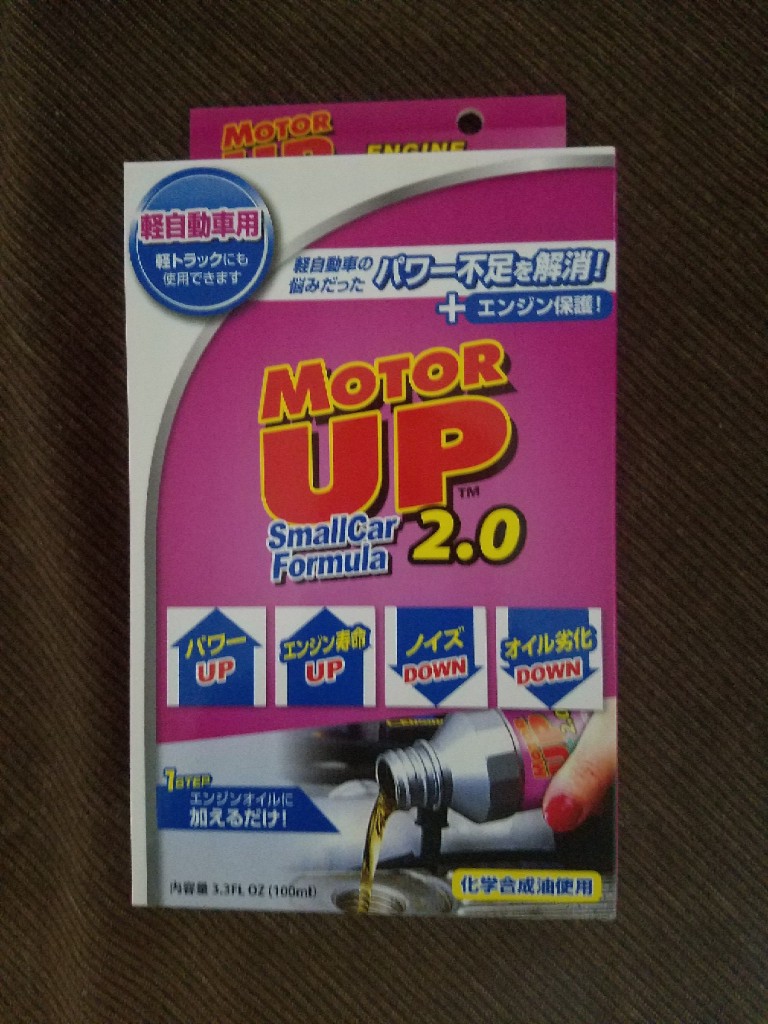 MOTOR
UP
ENGINE
軽自動車用
軽トラックにも
使用できます
軽自動車の
悩みだった
パワー不足を解消!
+エンジン保護!
MOTOR
UP™
SmallCar
Formula
2.0
パワー
UP
エンジン寿命
UP
ノイズ
DOWN
オイル劣化
DOWN
1STEP
エンジンオイルに
加えるだけ!
内容量 3.3FL OZ (100ml)
化学合成油使用